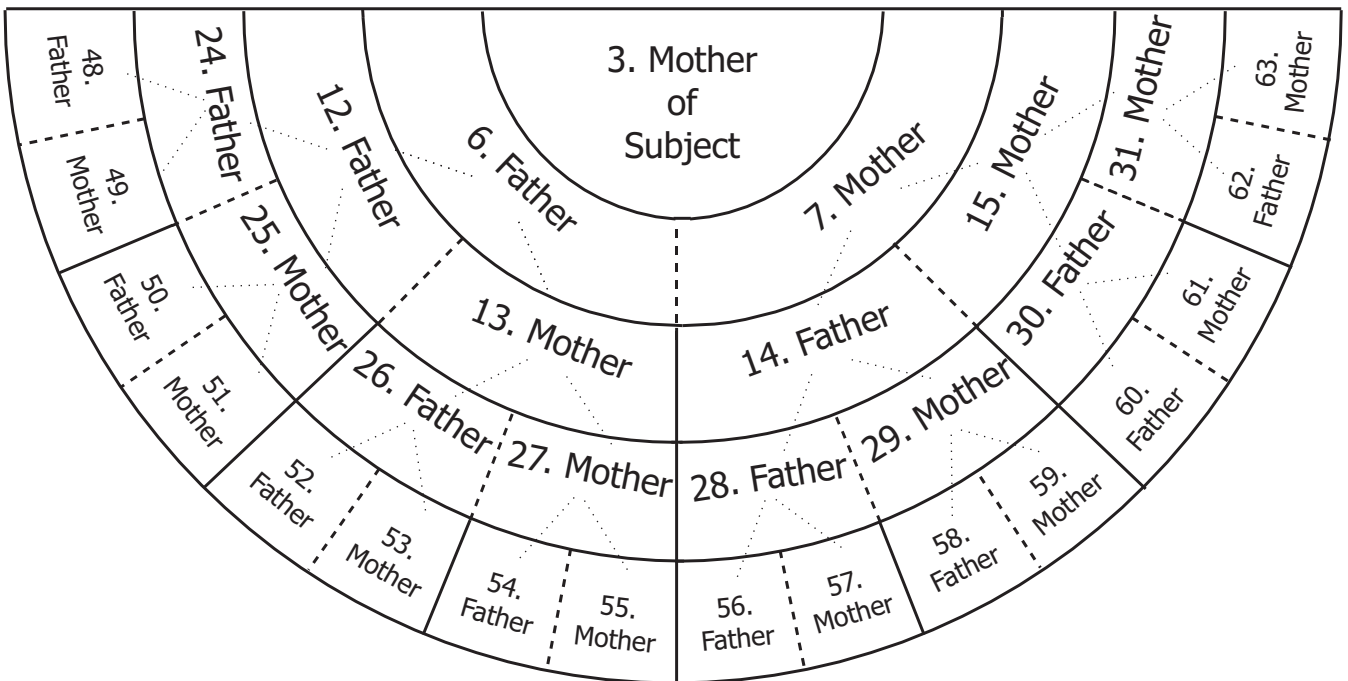 3. Mother
of
Subject
6. Father
7. Mother
12. Father
13. Mother
14. Father
15. Mother
24. Father
25. Mother
26. Father
27. Mother
28. Father
29. Mother
30. Father
31. Mother
48.
Father
49.
Mother
50.
Father
51.
Mother
52.
Father
53.
Mother
54.
Father
55.
Mother
56.
Father
57.
Mother
58.
Father
59.
Mother
60.
Father
61.
Mother
62.
Father
63.
Mother